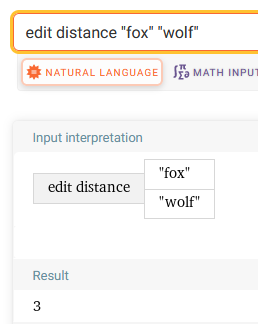 edit distance "fox" "wolf"
NATURAL LANGUAGE
∫Σ∂π MATH INPUT
Input interpretation
edit distance
"fox"
"wolf"
Result
3